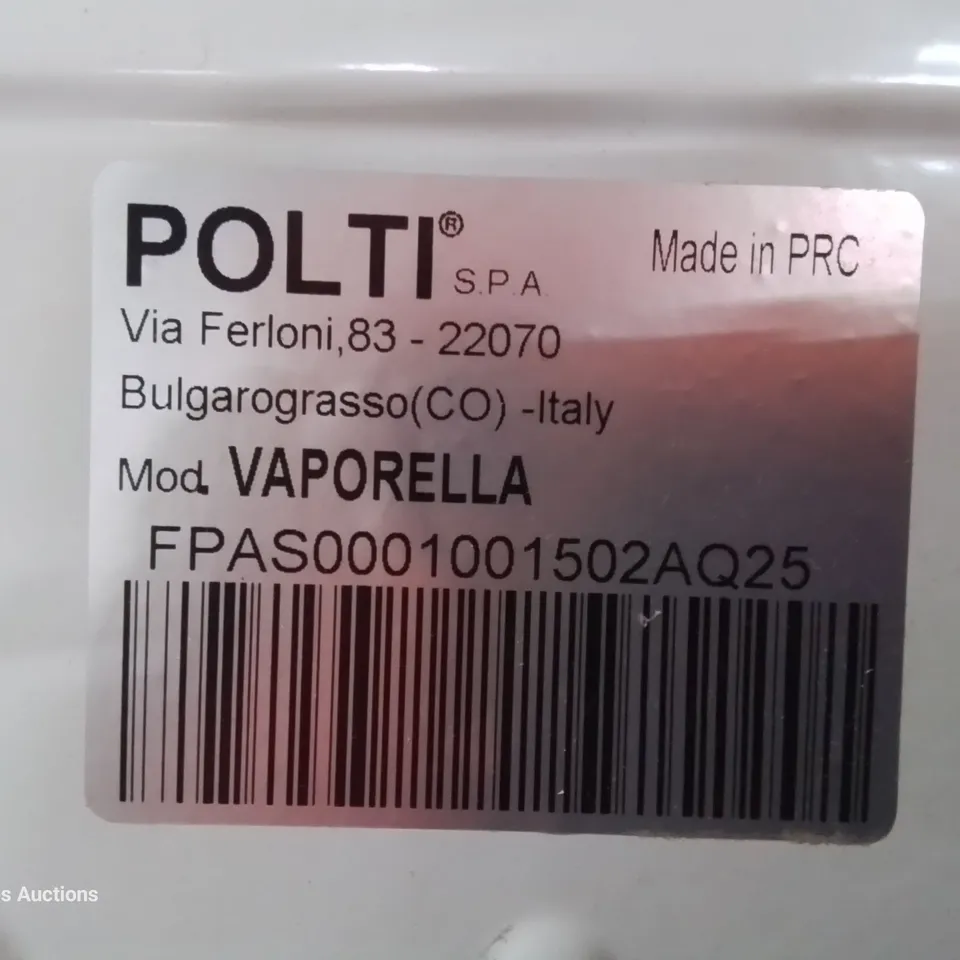 POLTI® S.P.A. Made in PRC
Via Ferloni,83 - 22070
Bulgarograsso(CO) -Italy
Mod. VAPORELLA
FPAS0001001502AQ25
s Auctions